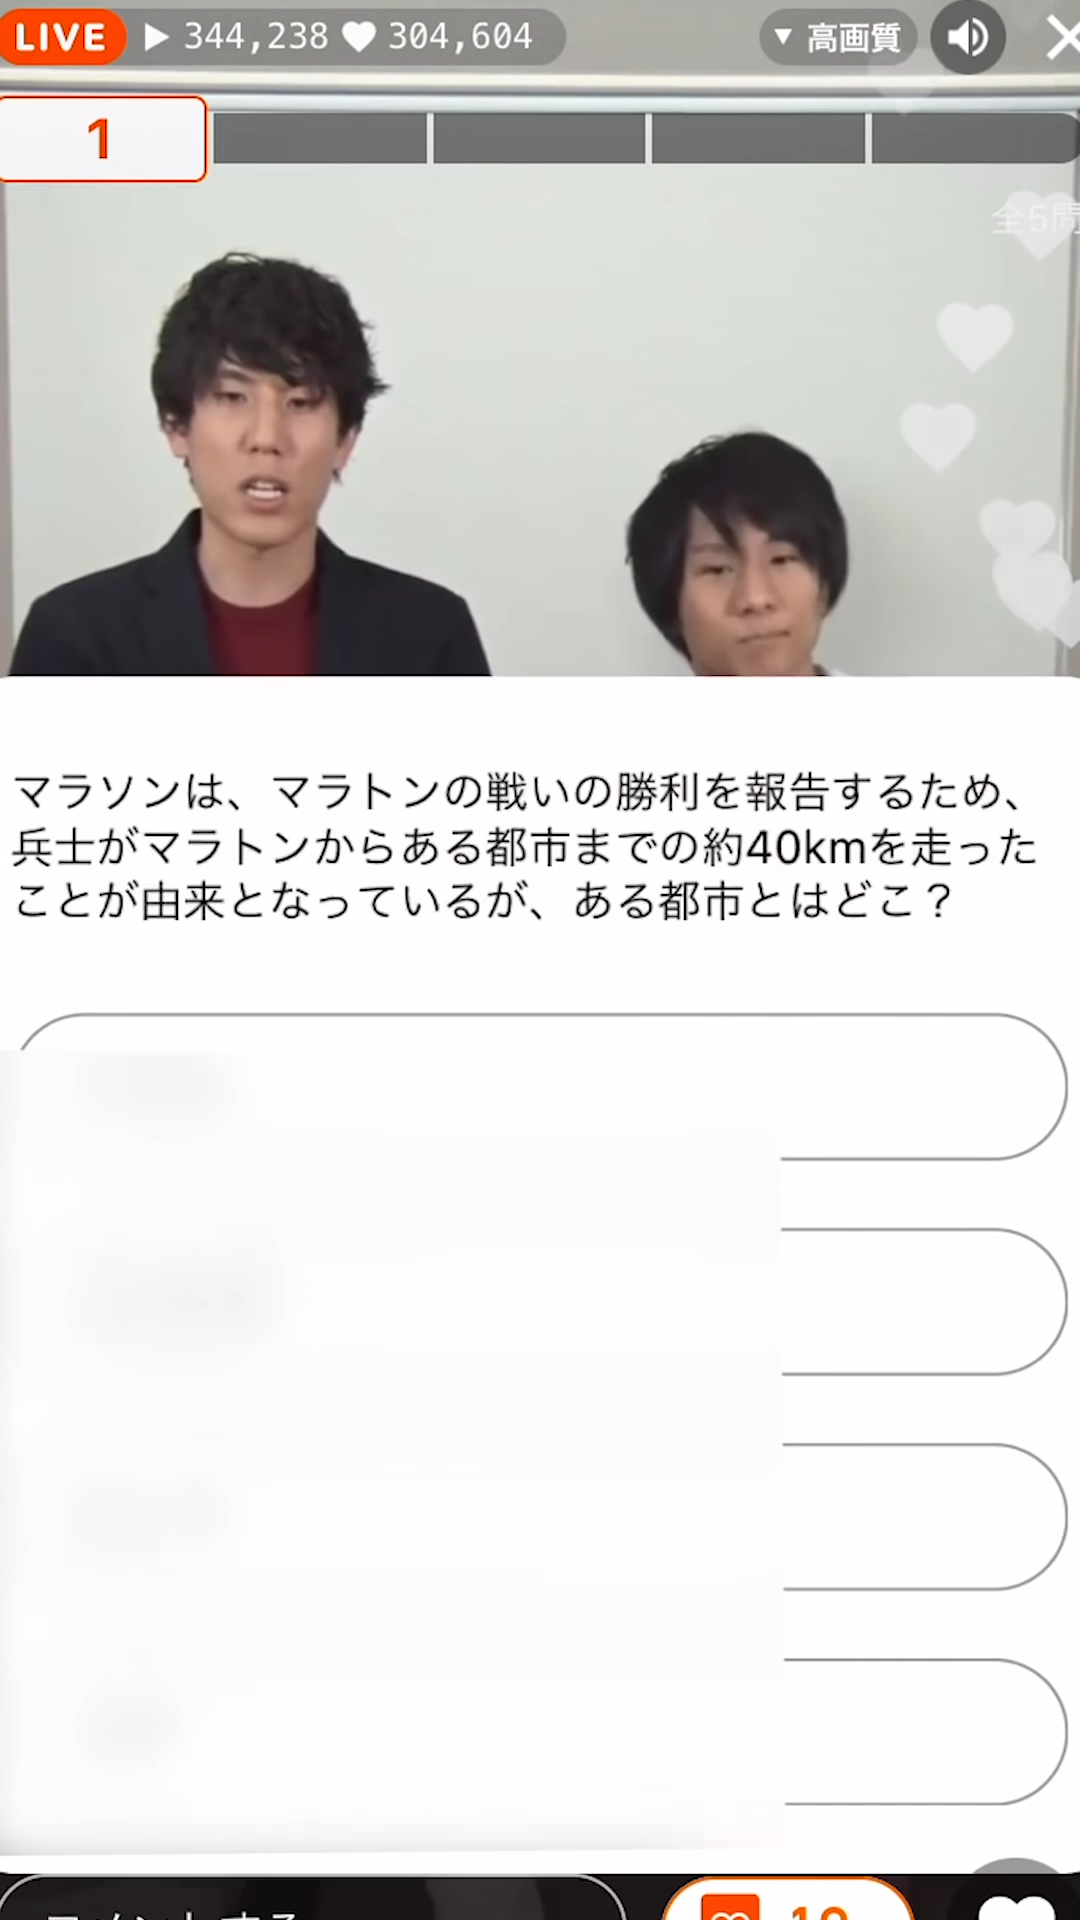 LIVE ▶ 344,238 ♥ 304,604 ▼ 高画質
1
全5問
マラソンは、マラトンの戦いの勝利を報告するため、
兵士がマラトンからある都市までの約40kmを走った
ことが由来となっているが、ある都市とはどこ？